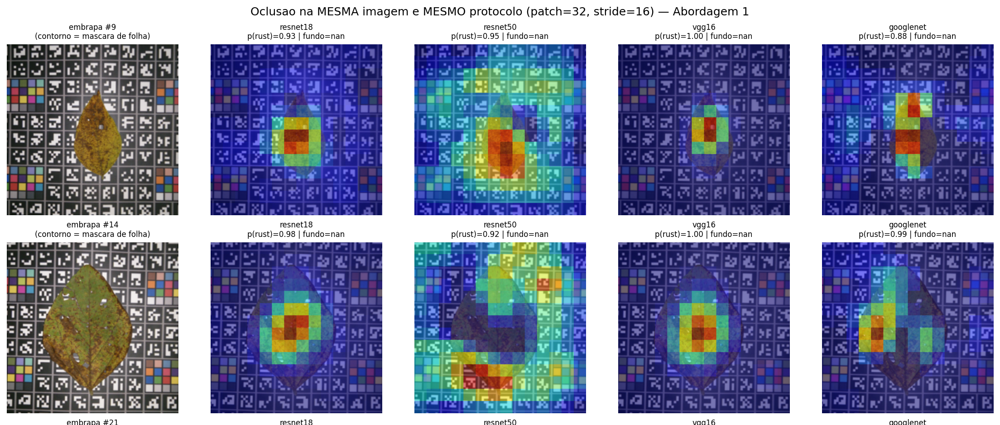 Oclusao na MESMA imagem e MESMO protocolo (patch=32, stride=16) — Abordagem 1
embrapa #9
(contorno = mascara de folha)
resnet18
p(rust)=0.93 | fundo=nan
resnet50
p(rust)=0.95 | fundo=nan
vgg16
p(rust)=1.00 | fundo=nan
googlenet
p(rust)=0.88 | fundo=nan
embrapa #14
(contorno = mascara de folha)
resnet18
p(rust)=0.98 | fundo=nan
resnet50
p(rust)=0.92 | fundo=nan
vgg16
p(rust)=1.00 | fundo=nan
googlenet
p(rust)=0.99 | fundo=nan
embrapa #21
resnet18
resnet50
vgg16
googlenet